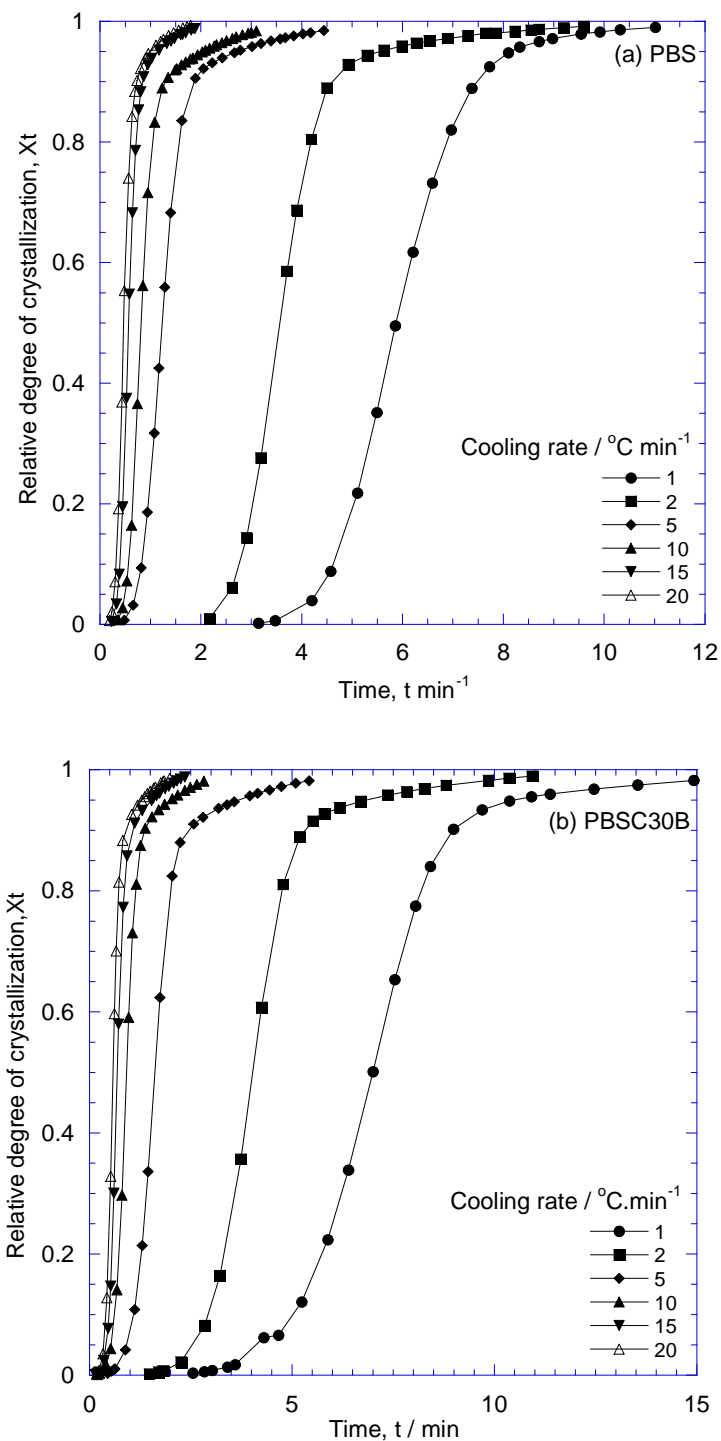 1
(a) PBS
0.8
0.6
0.4
0.2
0
Relative degree of crystallization, Xt
Cooling rate / °C min⁻¹
1
2
5
10
15
20
0 2 4 6 8 10 12
Time, t min⁻¹
1
(b) PBSC30B
0.8
0.6
0.4
0.2
0
Relative degree of crystallization,Xt
Cooling rate / °C.min⁻¹
1
2
5
10
15
20
0 5 10 15
Time, t / min